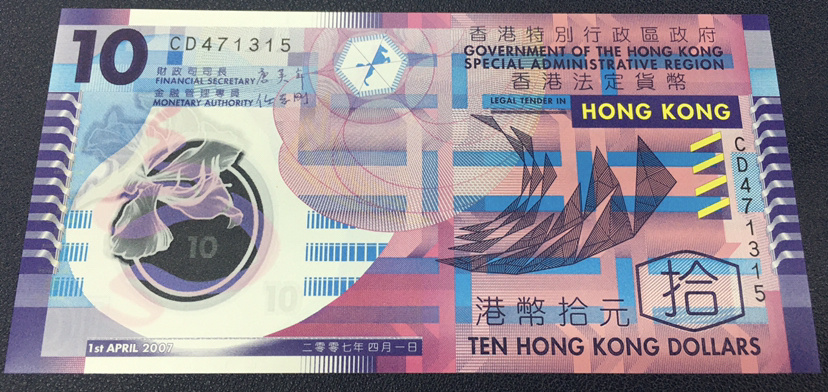 10
CD471315
財政司司長
FINANCIAL SECRETARY
金融管理專員
MONETARY AUTHORITY
香港特別行政區政府
GOVERNMENT OF THE HONG KONG
SPECIAL ADMINISTRATIVE REGION
香港法定貨幣
LEGAL TENDER IN HONG KONG
CD471315
10
10
港幣拾元
拾
TEN HONG KONG DOLLARS
1st APRIL 2007
二零零七年四月一日